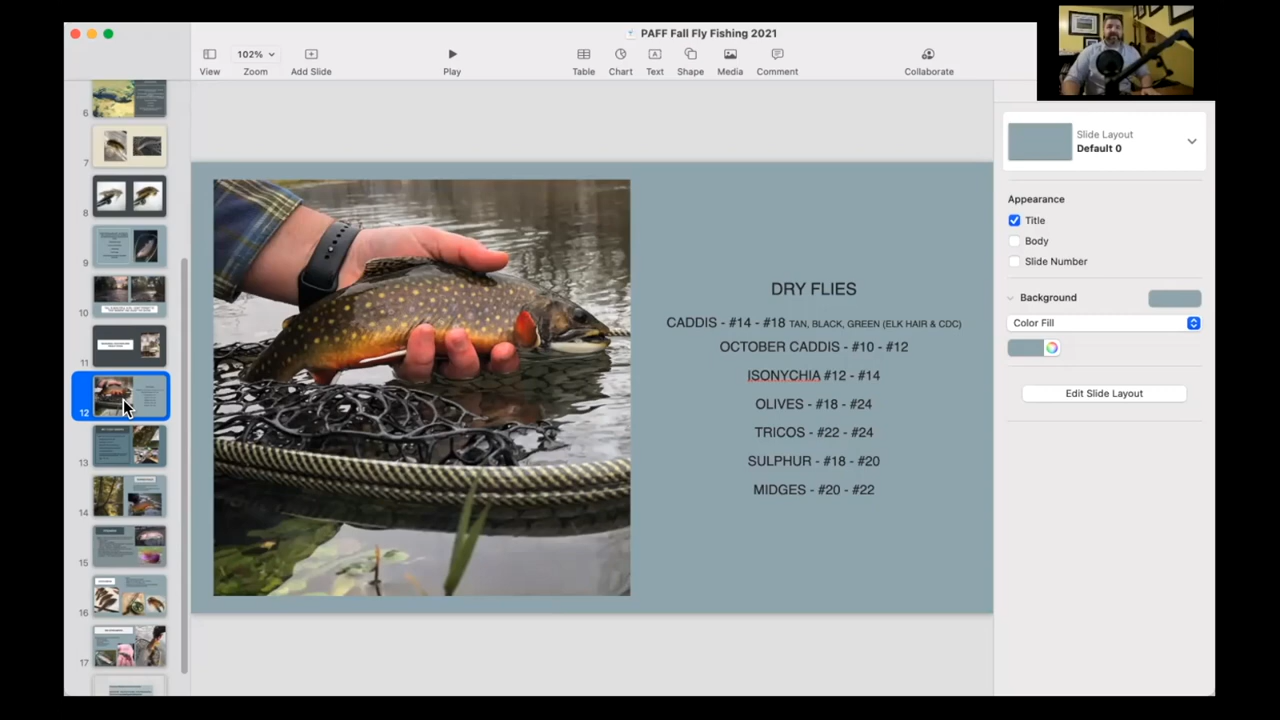 PAFF Fall Fly Fishing 2021
102%
View
Zoom
Add Slide
Play
Table
Chart
Text
Shape
Media
Comment
Collaborate
6
7
8
9
10
11
12
13
14
15
16
17
DRY FLIES
CADDIS - #14 - #18 TAN, BLACK, GREEN (ELK HAIR & CDC)
OCTOBER CADDIS - #10 - #12
ISONYCHIA #12 - #14
OLIVES - #18 - #24
TRICOS - #22 - #24
SULPHUR - #18 - #20
MIDGES - #20 - #22
Slide Layout
Default 0
Appearance
Title
Body
Slide Number
Background
Color Fill
Edit Slide Layout